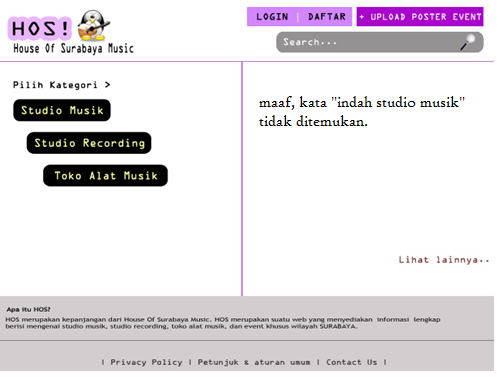 HOS!
House Of Surabaya Music
LOGIN | DAFTAR
+ UPLOAD POSTER EVENT
Search...
Pilih Kategori >
Studio Musik
Studio Recording
Toko Alat Musik
maaf, kata "indah studio musik"
tidak ditemukan.
Lihat lainnya..
Apa itu HOS?
HOS merupakan kepanjangan dari House Of Surabaya Music. HOS merupakan suatu web yang menyediakan informasi lengkap
berisi mengenai studio musik, studio recording, toko alat musik, dan event khusus wilayah SURABAYA.
| Privacy Policy | Petunjuk & aturan umum | Contact Us |